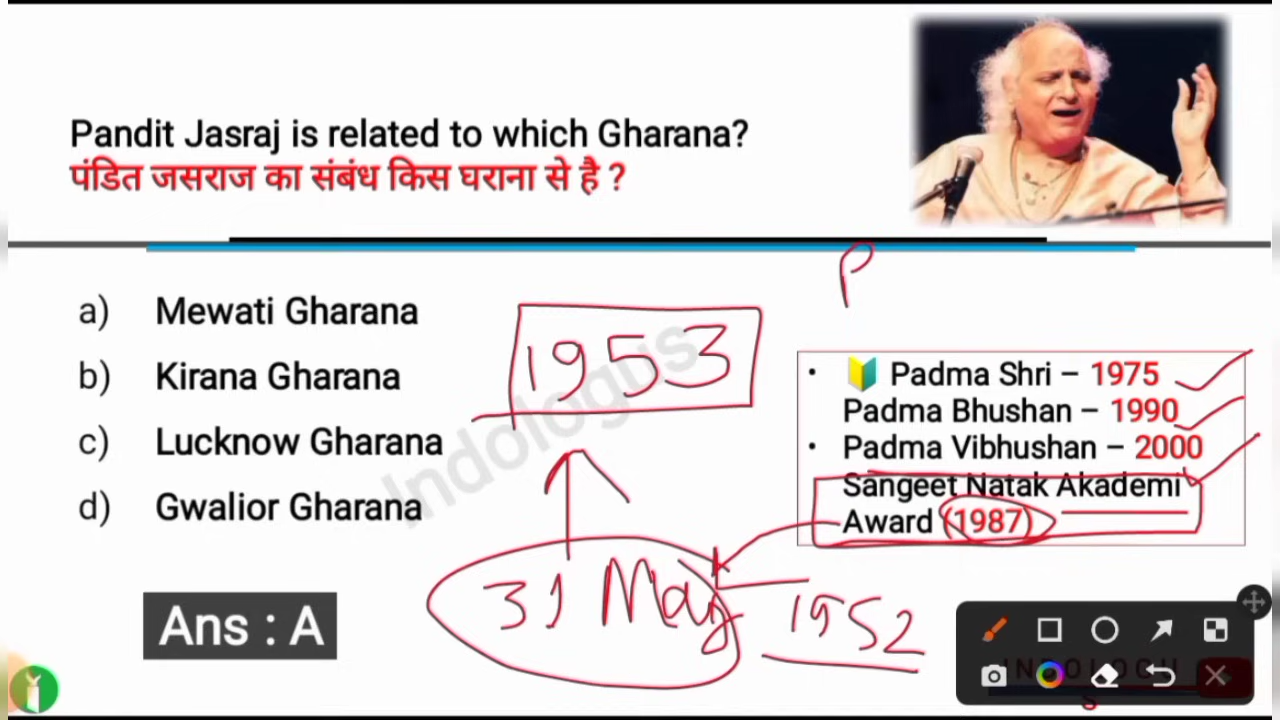 Pandit Jasraj is related to which Gharana?
पंडित जसराज का संबंध किस घराना से है ?
P
a) Mewati Gharana
b) Kirana Gharana
c) Lucknow Gharana
d) Gwalior Gharana
1953
• 🔰 Padma Shri – 1975
Padma Bhushan – 1990
• Padma Vibhushan – 2000
Sangeet Natak Akademi
Award (1987)
Indologus
31 May 1952
Ans : A
INDOLOGU
S